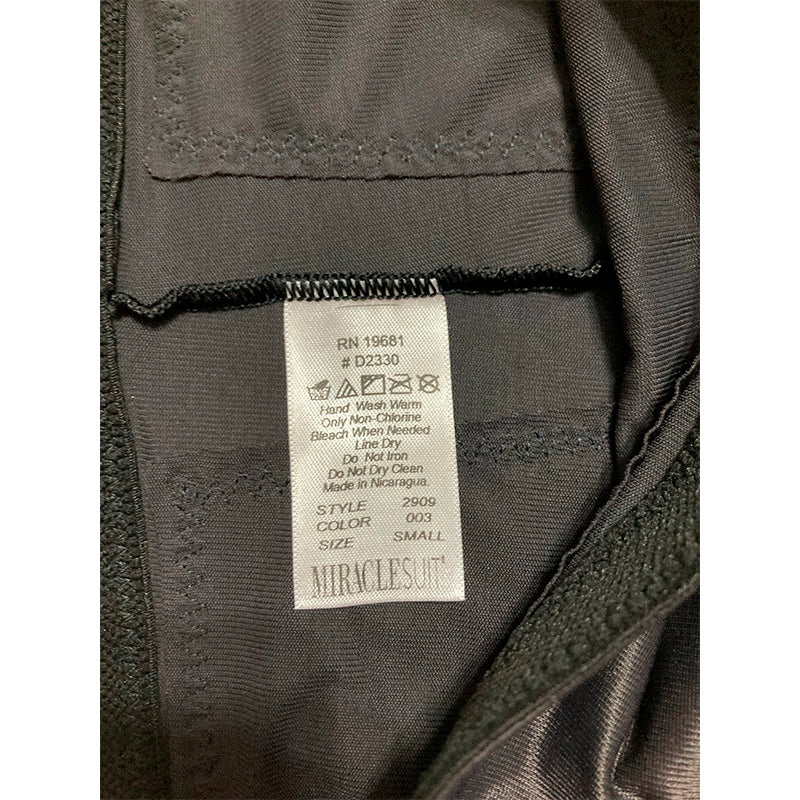 RN 19681
# D2330
Hand Wash Warm
Only Non-Chlorine
Bleach When Needed
Line Dry
Do Not Iron
Do Not Dry Clean
Made in Nicaragua
STYLE 2909
COLOR 003
SIZE SMALL
MIRACLESUIT